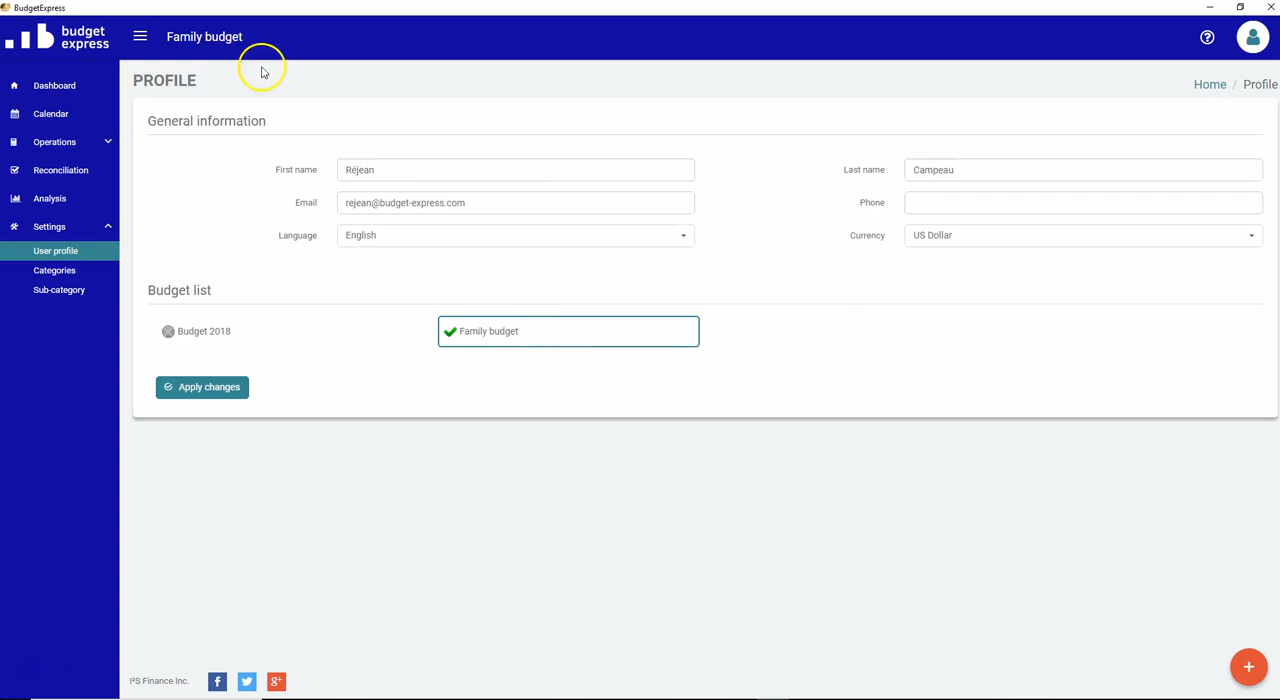 BudgetExpress
budget
express
Family budget
Dashboard
Calendar
Operations
Reconciliation
Analysis
Settings
User profile
Categories
Sub-category
PROFILE
Home / Profile
General information
First name
Réjean
Last name
Campeau
Email
rejean@budget-express.com
Phone
Language
English
Currency
US Dollar
Budget list
Budget 2018
Family budget
Apply changes
I²S Finance Inc.